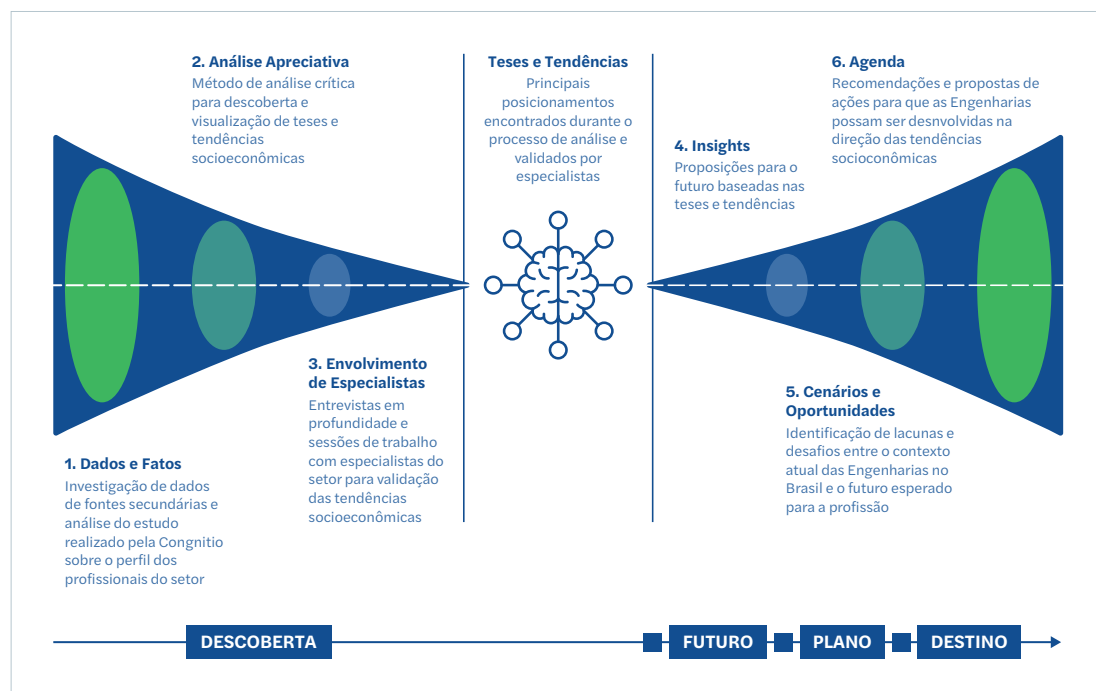 2. Análise Apreciativa
Método de análise crítica
para descoberta e
visualização de teses e
tendências
socioeconômicas
Teses e Tendências
Principais
posicionamentos
encontrados durante o
processo de análise e
validados por
especialistas
6. Agenda
Recomendações e propostas de
ações para que as Engenharias
possam ser desnvolvidas na
direção das tendências
socioconômicas
4. Insights
Proposições para o
futuro baseadas nas
teses e tendências
3. Envolvimento
de Especialistas
Entrevistas em
profundidade e
sessões de trabalho
com especialistas do
setor para validação
das tendências
socioeconômicas
5. Cenários e
Oportunidades
Identificação de lacunas e
desafios entre o contexto
atual das Engenharias no
Brasil e o futuro esperado
para a profissão
1. Dados e Fatos
Investigação de dados
de fontes secundárias e
análise do estudo
realizado pela Congnitio
sobre o perfil dos
profissionais do setor
DESCOBERTA
FUTURO
PLANO
DESTINO